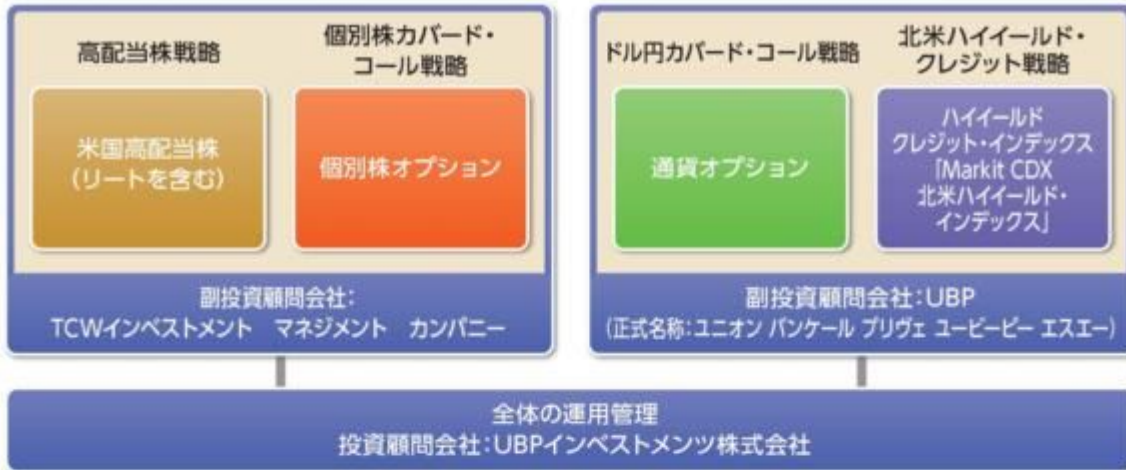 高配当株戦略
個別株カバード・
コール戦略
米国高配当株
(リートを含む)
個別株オプション
副投資顧問会社:
TCWインベストメント マネジメント カンパニー
ドル円カバード・コール戦略
北米ハイイールド・
クレジット戦略
通貨オプション
ハイイールド
クレジット・インデックス
「Markit CDX
北米ハイイールド・
インデックス」
副投資顧問会社:UBP
(正式名称:ユニオン バンケール プリヴェ ユービーピー エスエー)
全体の運用管理
投資顧問会社:UBPインベストメンツ株式会社